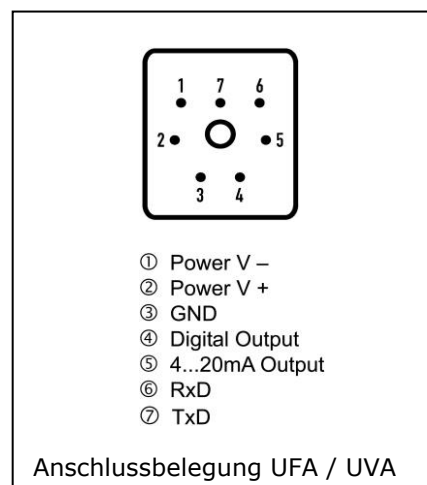 1 7 6
2 5
3 4
① Power V –
② Power V +
③ GND
④ Digital Output
⑤ 4...20mA Output
⑥ RxD
⑦ TxD
Anschlussbelegung UFA / UVA